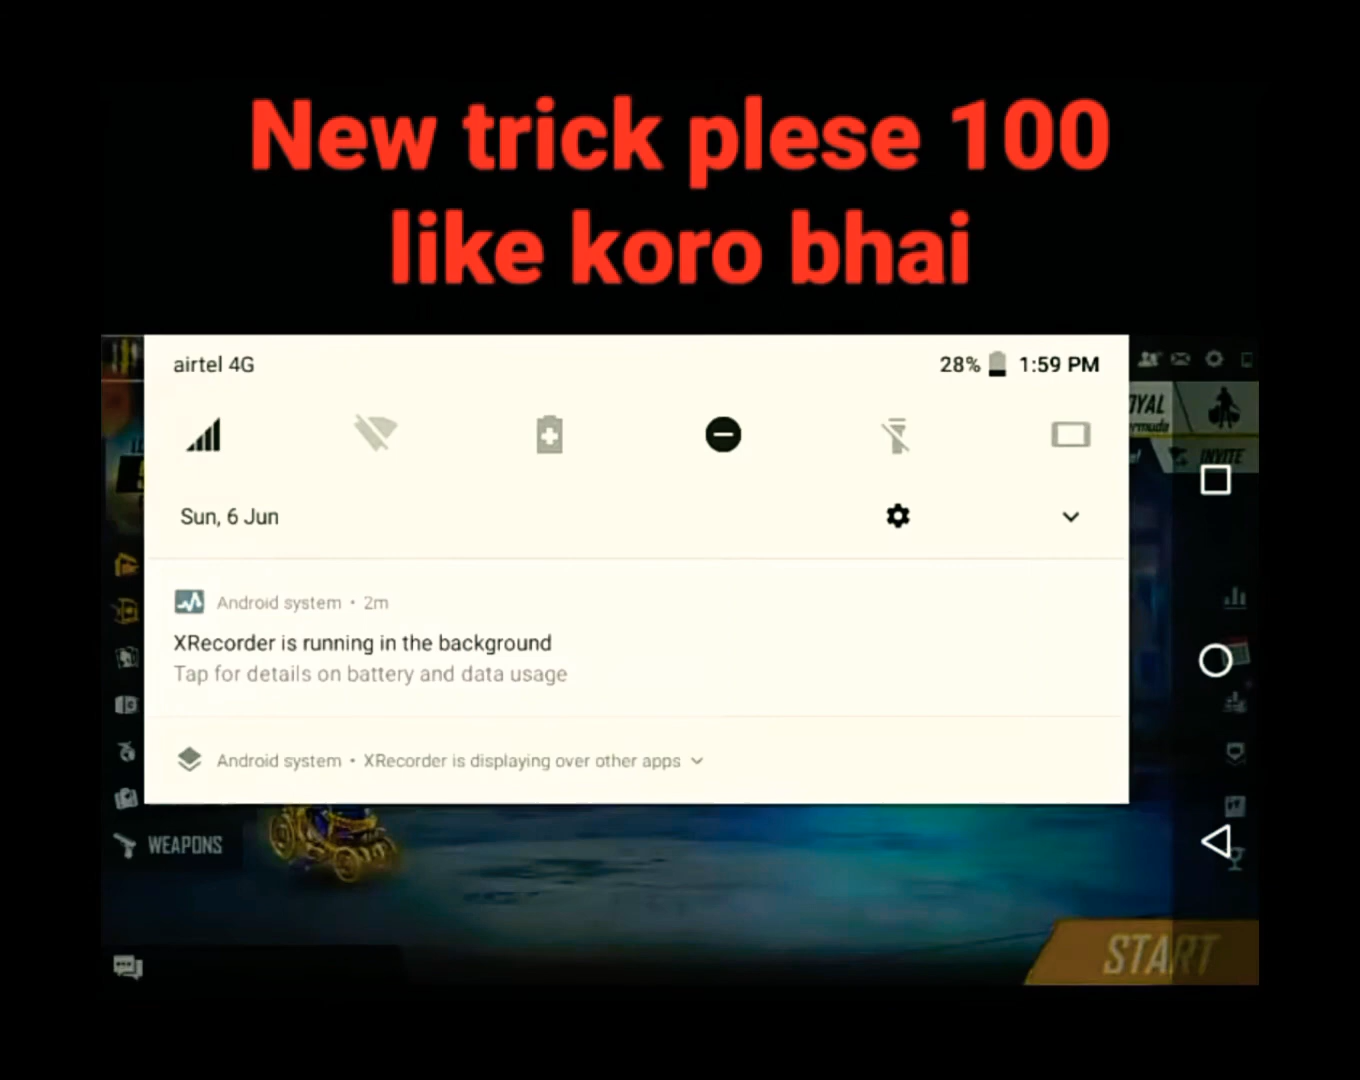 New trick plese 100
like koro bhai
airtel 4G
28%
1:59 PM
Sun, 6 Jun
Android system • 2m
XRecorder is running in the background
Tap for details on battery and data usage
Android system • XRecorder is displaying over other apps
INVITE
WEAPONS
START